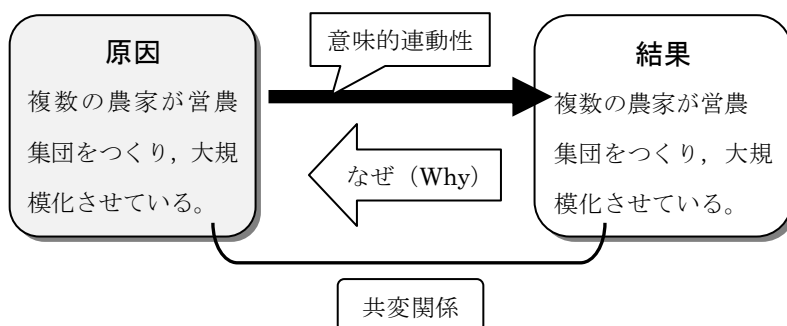 原因
複数の農家が営農
集団をつくり，大規
模化させている。
意味的連動性
なぜ（Why）
結果
複数の農家が営農
集団をつくり，大規
模化させている。
共変関係